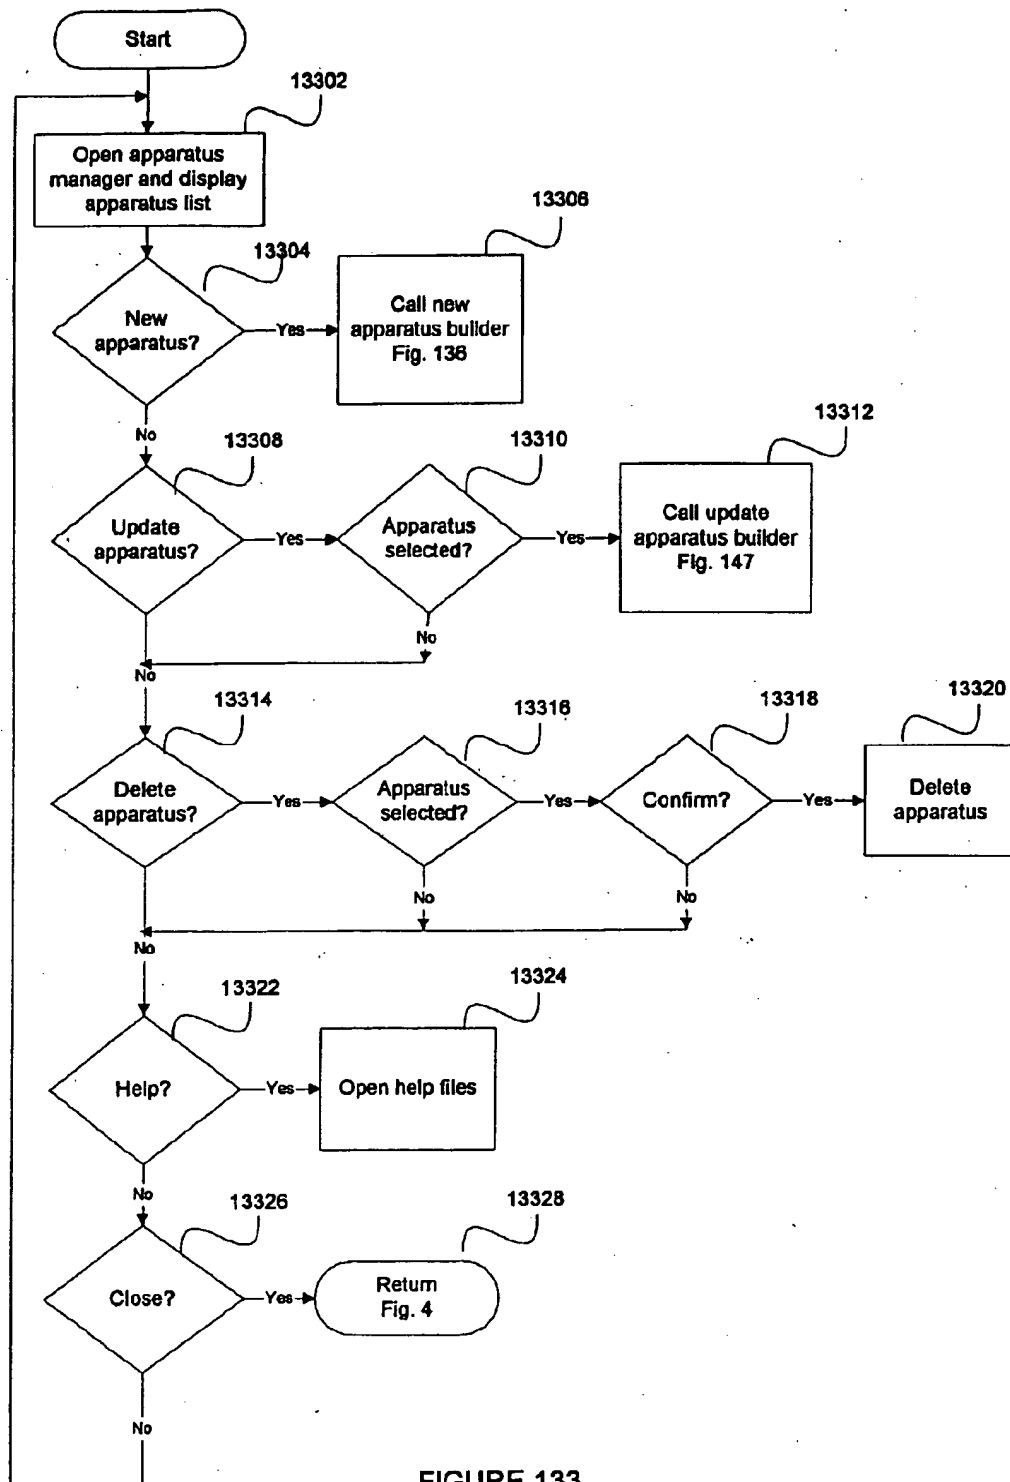 Start
13302
Open apparatus
manager and display
apparatus list
13304
13306
New
apparatus?
Yes
Call new
apparatus builder
Fig. 136
No
13308
13310
13312
Update
apparatus?
Yes
Apparatus
selected?
Yes
Call update
apparatus builder
Fig. 147
No
No
13314
13316
13318
13320
Delete
apparatus?
Yes
Apparatus
selected?
Yes
Confirm?
Yes
Delete
apparatus
No
No
No
13322
13324
Help?
Yes
Open help files
No
13326
13328
Close?
Yes
Return
Fig. 4
No
FIGURE 133